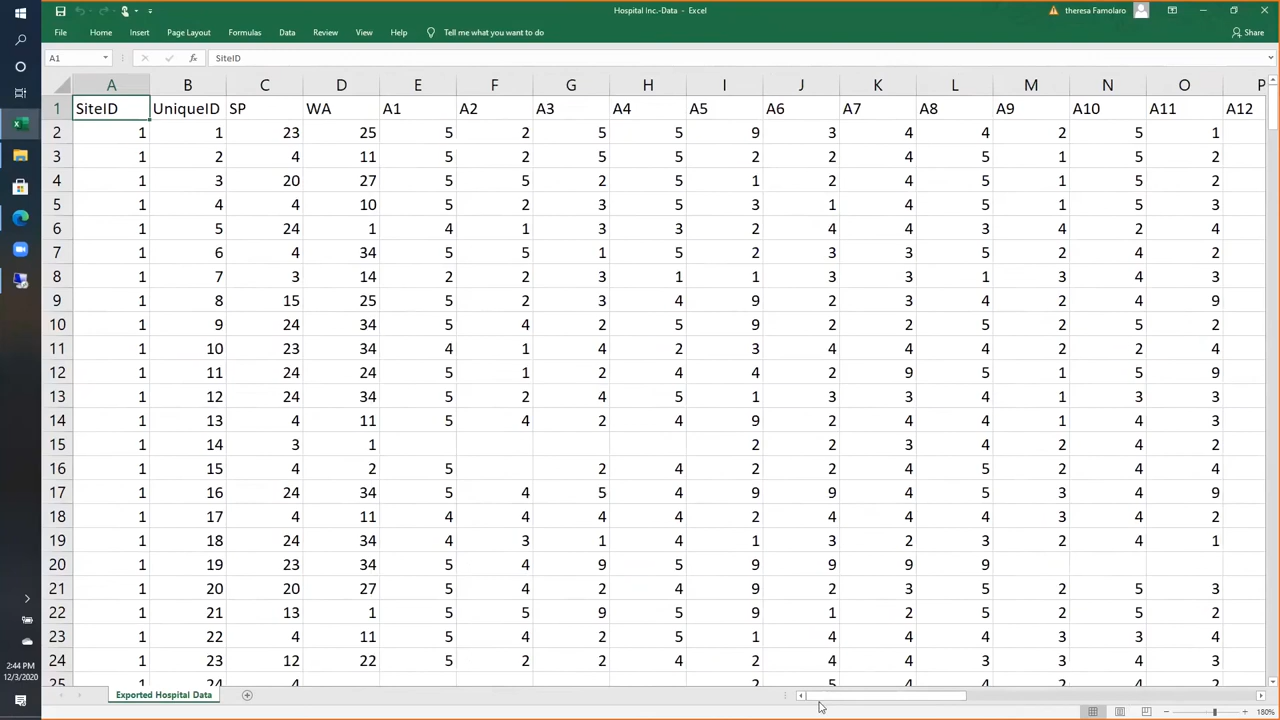 Hospital Inc.-Data - Excel
theresa Famolaro
File Home Insert Page Layout Formulas Data Review View Help Tell me what you want to do Share
A1 fx SiteID
A B C D E F G H I J K L M N O P
1 SiteID UniqueID SP WA A1 A2 A3 A4 A5 A6 A7 A8 A9 A10 A11 A12
2 1 1 23 25 5 2 5 5 9 3 4 4 2 5 1
3 1 2 4 11 5 2 5 5 2 2 4 5 1 5 2
4 1 3 20 27 5 5 2 5 1 2 4 5 1 5 2
5 1 4 4 10 5 2 3 5 3 1 4 5 1 5 3
6 1 5 24 1 4 1 3 3 2 4 4 3 4 2 4
7 1 6 4 34 5 5 1 5 2 3 3 5 2 4 2
8 1 7 3 14 2 2 3 1 1 3 3 1 3 4 3
9 1 8 15 25 5 2 3 4 9 2 3 4 2 4 9
10 1 9 24 34 5 4 2 5 9 2 2 5 2 5 2
11 1 10 23 34 4 1 4 2 3 4 4 4 2 2 4
12 1 11 24 24 5 1 2 4 4 2 9 5 1 5 9
13 1 12 24 34 5 2 4 5 1 3 3 4 1 3 3
14 1 13 4 11 5 4 2 4 9 2 4 4 1 4 3
15 1 14 3 1 2 2 3 4 2 4 2
16 1 15 4 2 5 2 4 2 2 4 5 2 4 4
17 1 16 24 34 5 4 5 4 9 9 4 5 3 4 9
18 1 17 4 11 4 4 4 4 2 4 4 4 3 4 2
19 1 18 24 34 4 3 1 4 1 3 2 3 2 4 1
20 1 19 23 34 5 4 9 5 9 9 9 9
21 1 20 20 27 5 4 2 4 9 2 3 5 2 5 3
22 1 21 13 1 5 5 9 5 9 1 2 5 2 5 2
23 1 22 4 11 5 4 2 5 1 4 4 4 3 3 4
24 1 23 12 22 5 2 2 4 2 4 4 3 3 4 3
25 1 24 4 2 5 4 4 2 4 2
Exported Hospital Data
2:44 PM
12/3/2020
180%